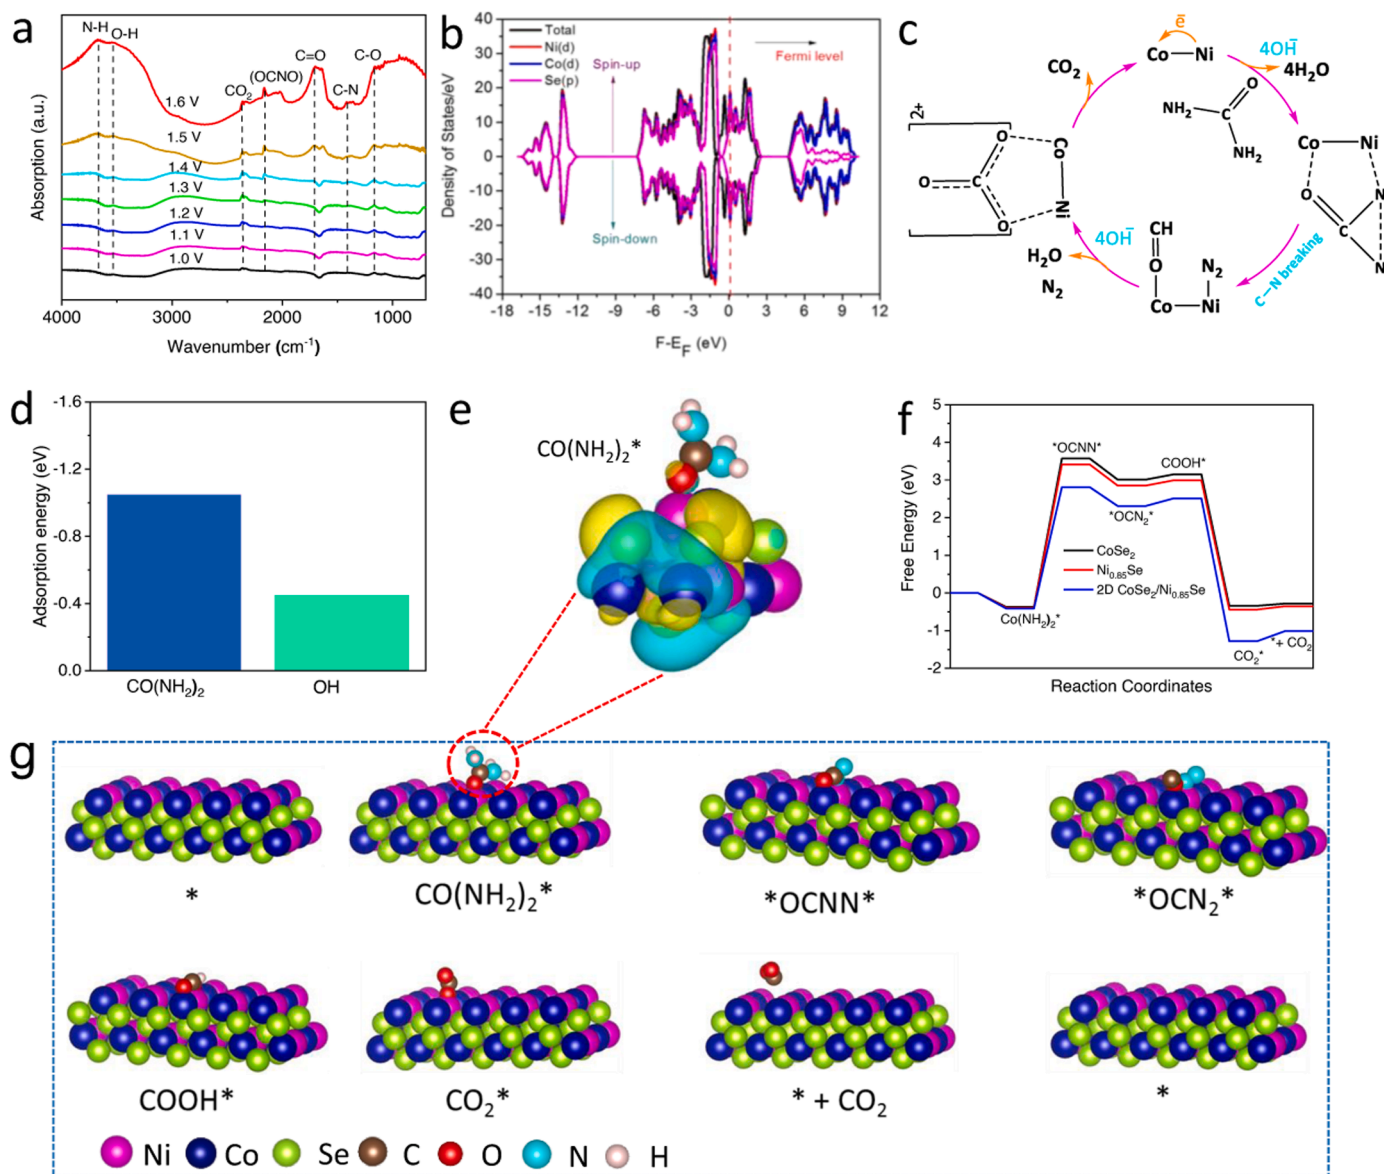 a
N-H
O-H
CO₂
(OCNO)
C=O
C-N
C-O
1.6 V
1.5 V
1.4 V
1.3 V
1.2 V
1.1 V
1.0 V
4000 3000 2000 1000
Wavenumber (cm⁻¹)
Absorption (a.u.)
b
Total
Ni(d)
Co(d)
Se(p)
Spin-up
Fermi level
Spin-down
40
30
20
10
0
10
20
30
40
-18 -15 -12 -9 -6 -3 0 3 6 9 12
F-E_F (eV)
Density of States/eV
c
e̅
Co—Ni
4OH̅
4H₂O
CO₂
NH₂
O
NH₂
2+
O
O
C
O
Co
Ni
Co
Ni
O
C
N
N
C—N breaking
4OH̅
H₂O
N₂
CH
O
N₂
Co—Ni
d
-1.6
-1.2
-0.8
-0.4
0.0
CO(NH₂)₂ OH
Adsorption energy (eV)
e
CO(NH₂)₂*
f
5
4
3
2
1
0
-1
-2
*OCNN*
COOH*
*OCN₂*
CoSe₂
Ni₀.₈₅Se
2D CoSe₂/Ni₀.₈₅Se
Co(NH₂)₂*
CO₂*
*+ CO₂
Reaction Coordinates
Free Energy (eV)
g
*
CO(NH₂)₂*
*OCNN*
*OCN₂*
COOH*
CO₂*
* + CO₂
*
Ni Co Se C O N H